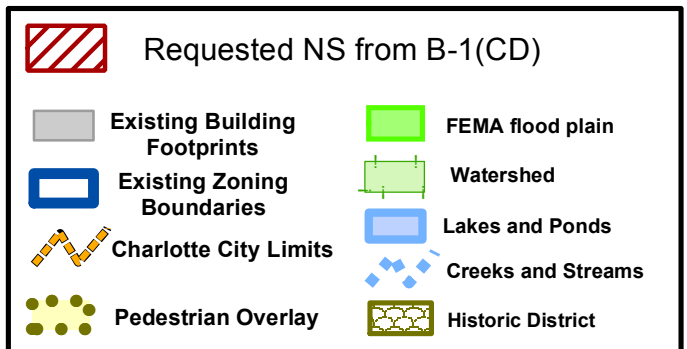 Requested NS from B-1(CD)
Existing Building
Footprints
Existing Zoning
Boundaries
Charlotte City Limits
Pedestrian Overlay
FEMA flood plain
Watershed
Lakes and Ponds
Creeks and Streams
Historic District